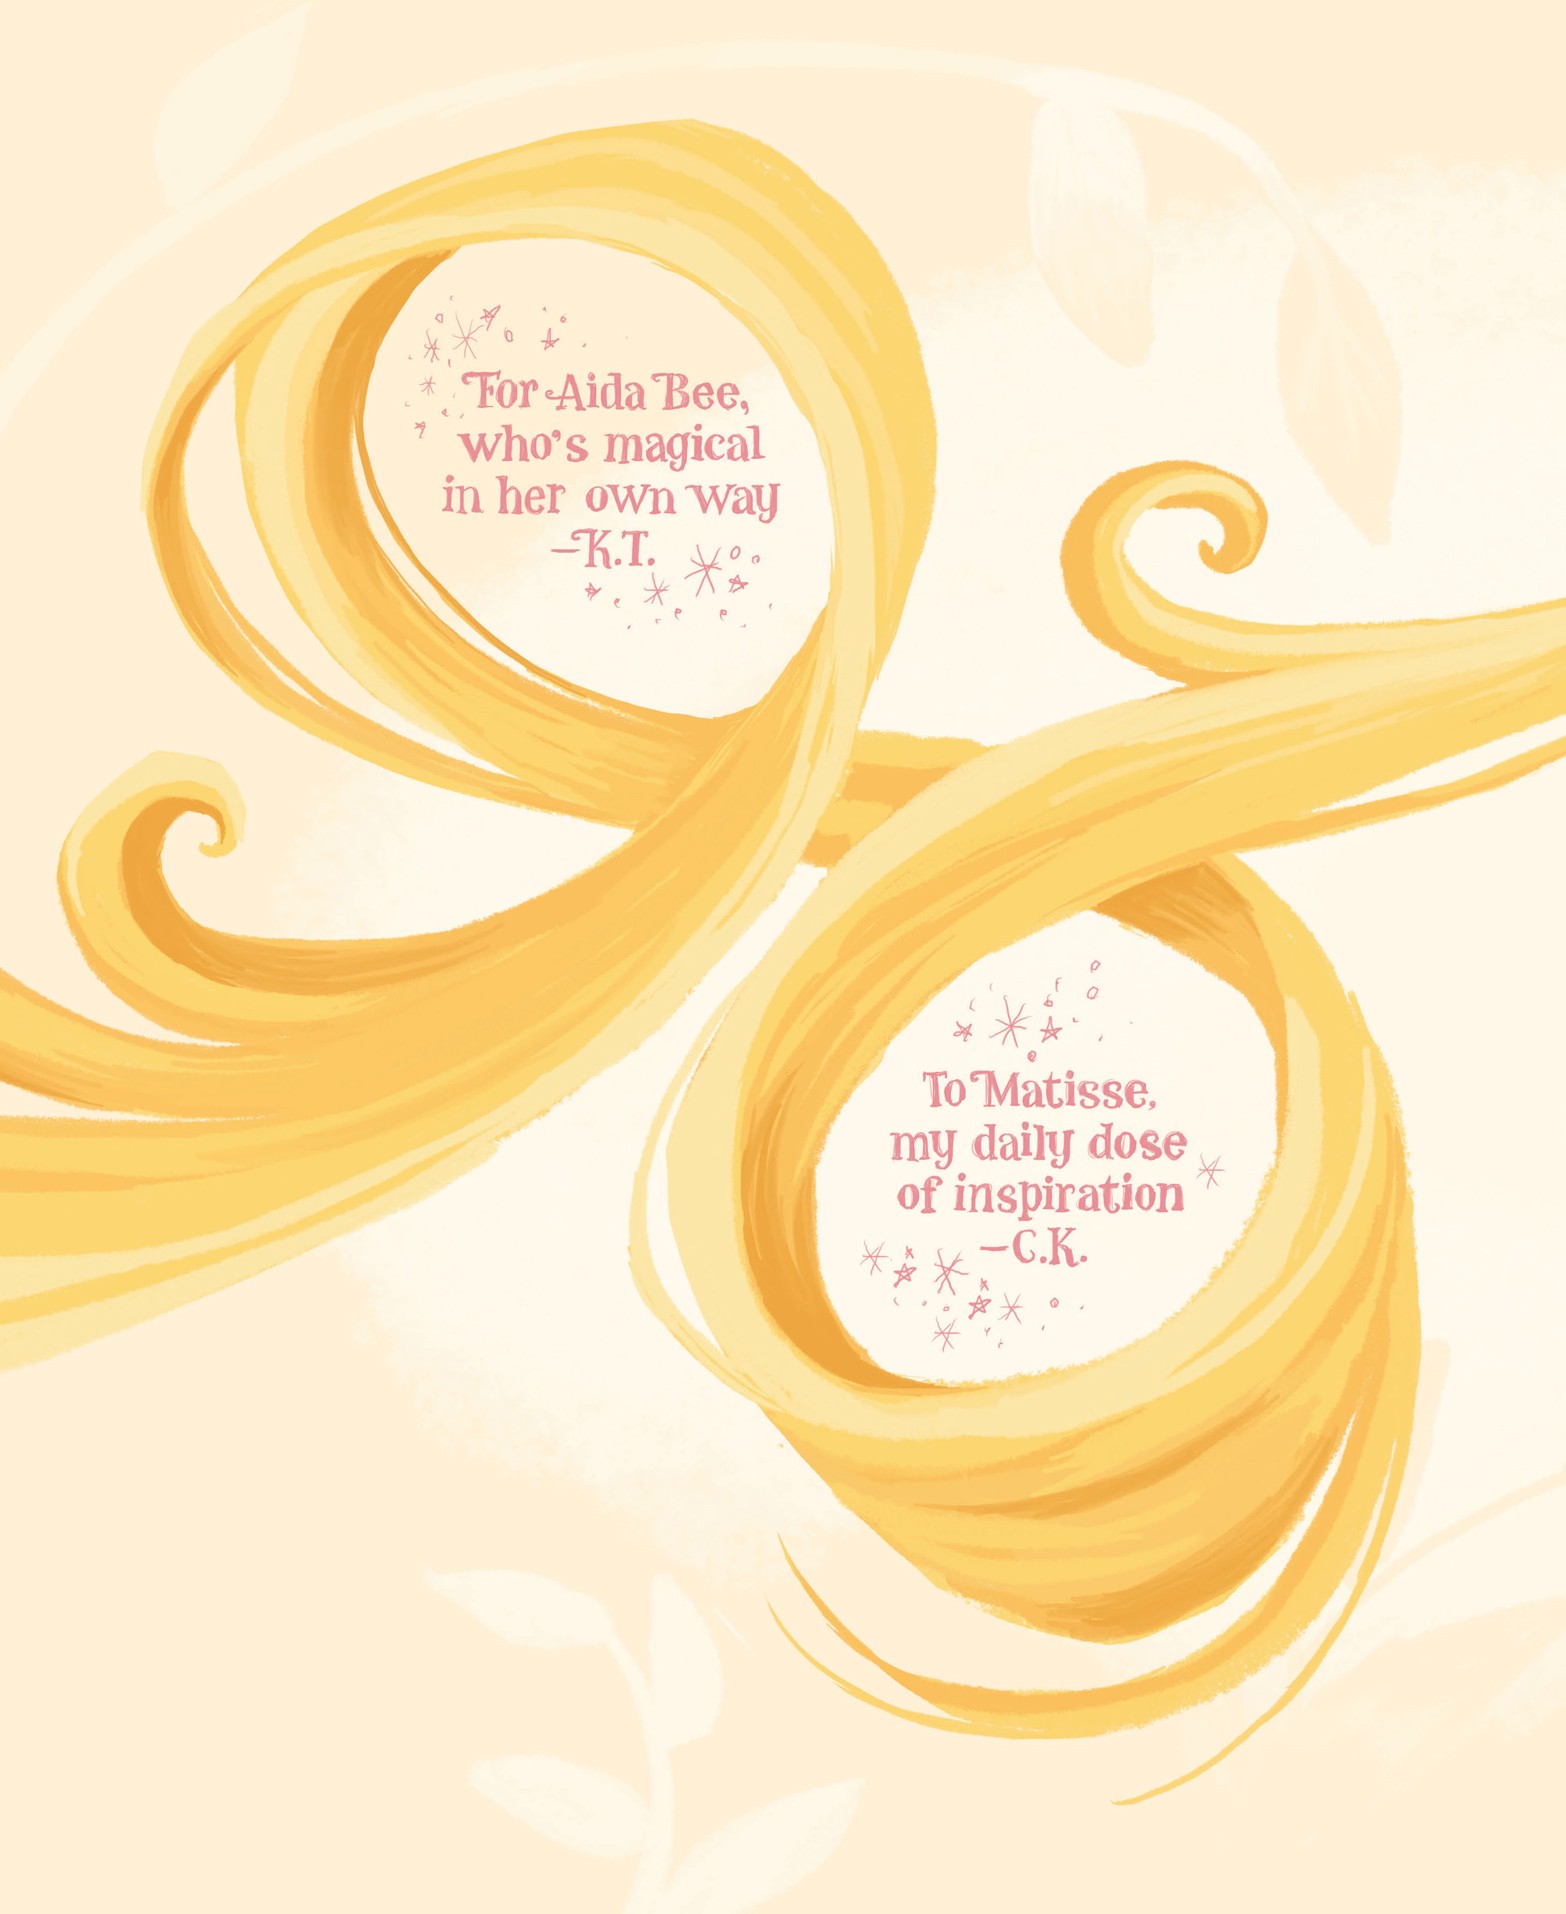 For Aida Bee,
who's magical
in her own way
—K.T.
To Matisse,
my daily dose
of inspiration
—C.K.